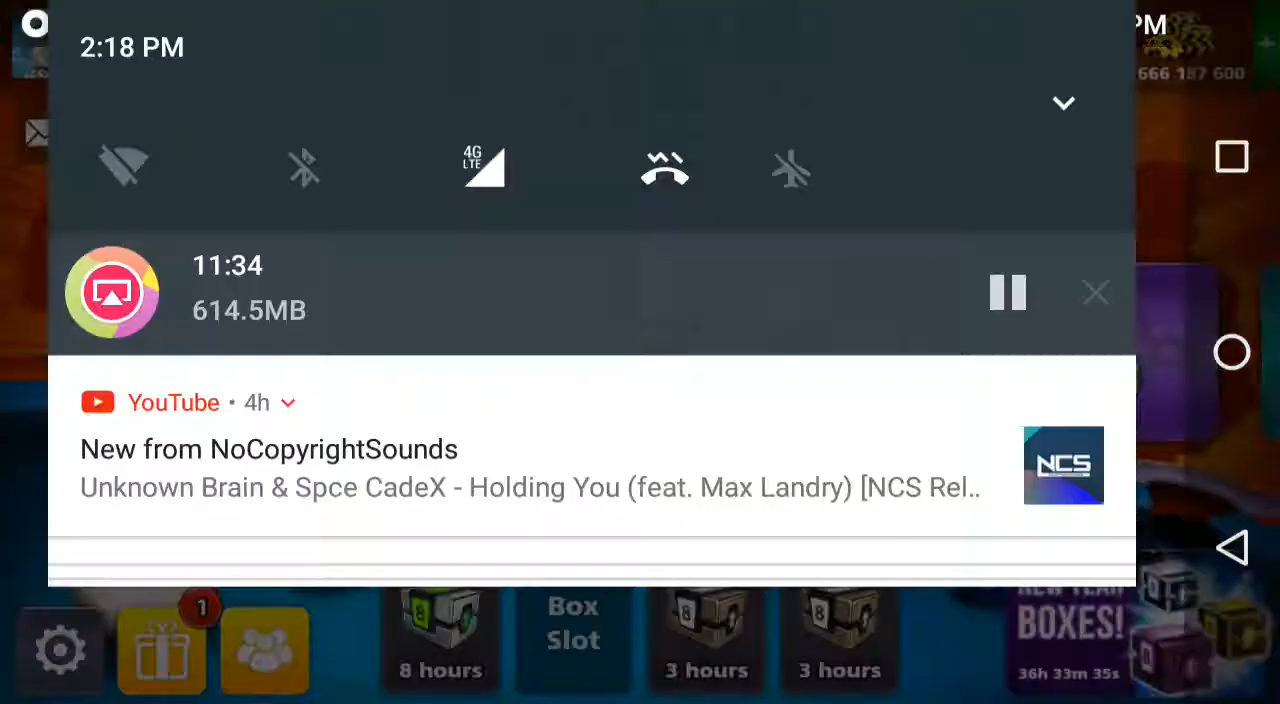 2:18 PM
PM
666 187 600
4G
LTE
11:34
614.5MB
YouTube • 4h
New from NoCopyrightSounds
Unknown Brain & Spce CadeX - Holding You (feat. Max Landry) [NCS Rel..
NCS
1
8 hours
Box
Slot
3 hours
3 hours
NEW YEAR
BOXES!
36h 33m 35s